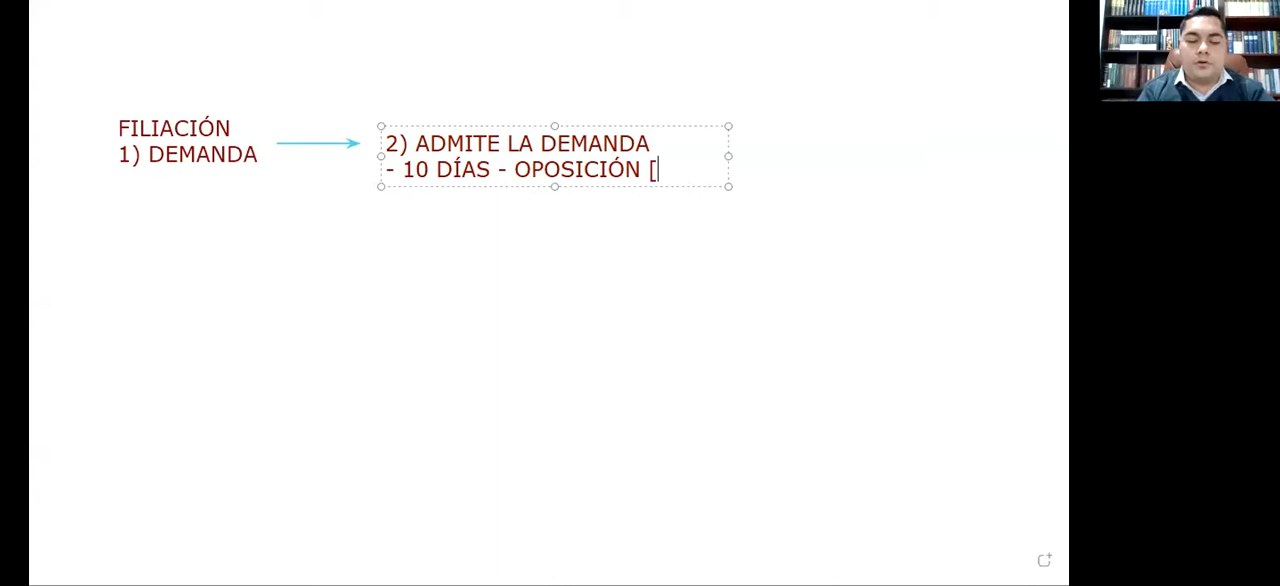 FILIACIÓN
1) DEMANDA
2) ADMITE LA DEMANDA
- 10 DÍAS - OPOSICIÓN [